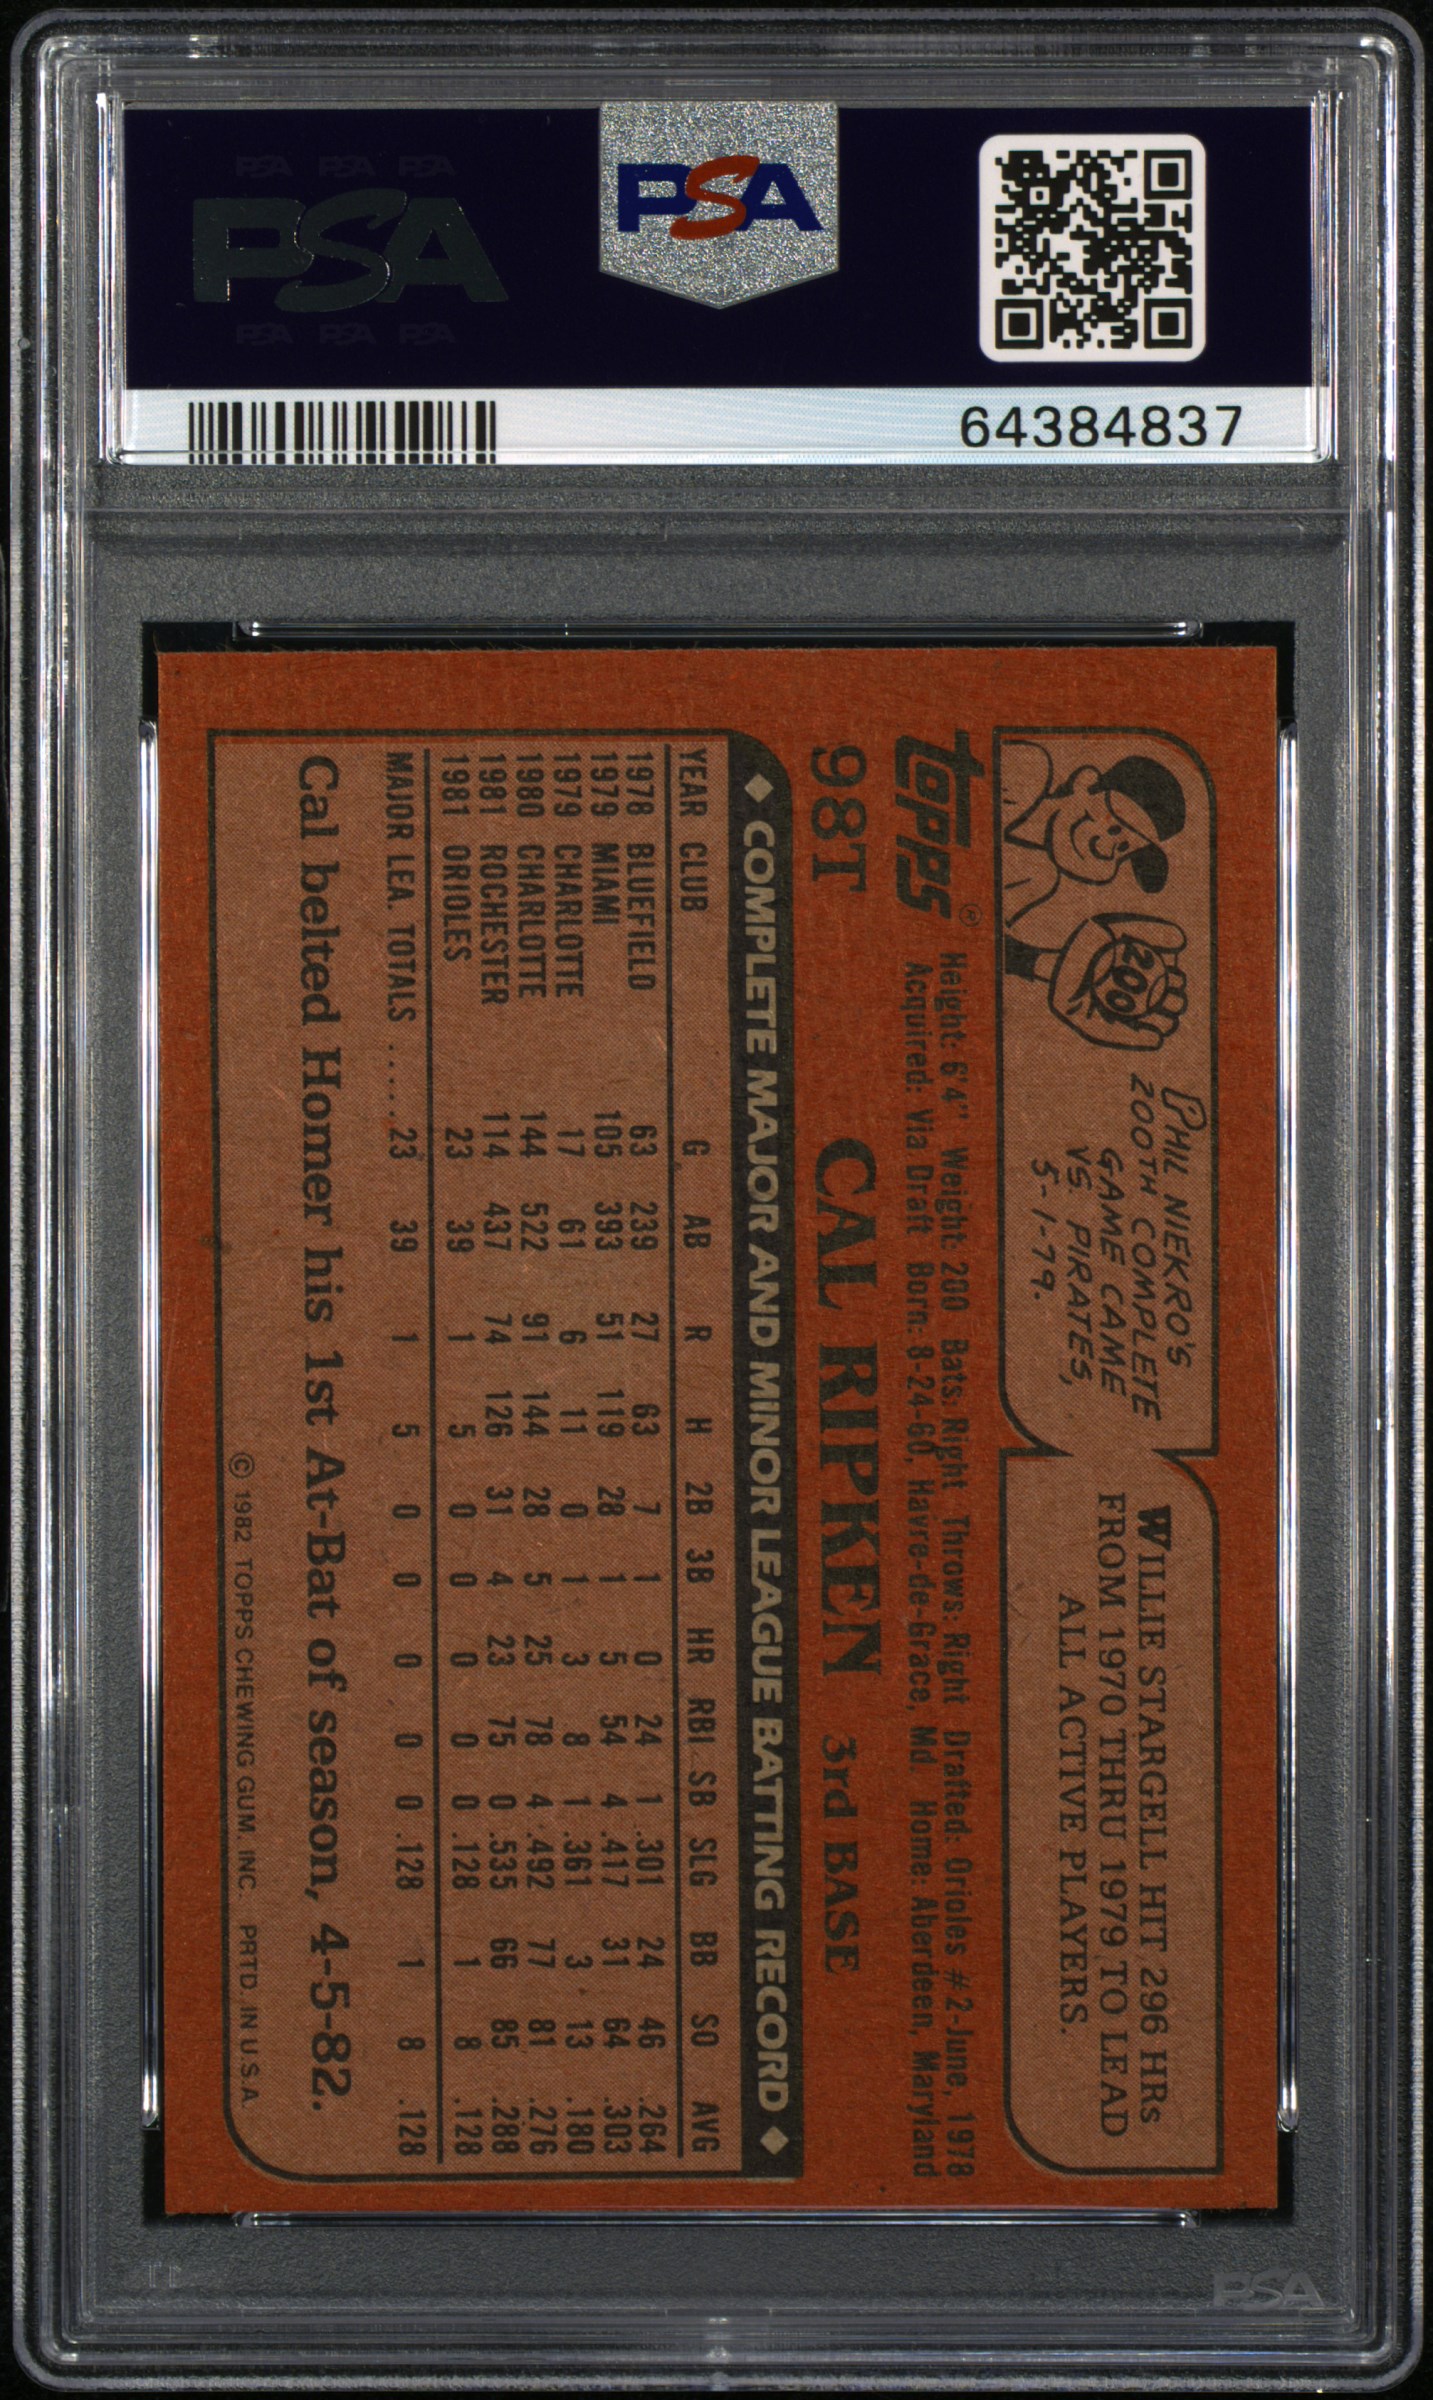 PSA PSA PSA
PSA
PSA PSA PSA
PSA
64384837
PHIL NIEKRO'S
200TH COMPLETE
GAME CAME
VS. PIRATES,
5-1-79.
200
WILLIE STARGELL HIT 296 HRs
FROM 1970 THRU 1979 TO LEAD
ALL ACTIVE PLAYERS.
TOPPS®
Height: 6'4" Weight: 200 Bats: Right Throws: Right Drafted: Orioles #2-June, 1978
Acquired: Via Draft Born: 8-24-60, Havre-de-Grace, Md. Home: Aberdeen, Maryland
98T CAL RIPKEN 3rd BASE
◆ COMPLETE MAJOR AND MINOR LEAGUE BATTING RECORD ◆
YEAR CLUB G AB R H 2B 3B HR RBI SB SLG BB SO AVG
1978 BLUEFIELD 63 239 27 63 7 1 0 24 1 .301 24 46 .264
1979 MIAMI 105 393 51 119 28 1 5 54 4 .417 31 64 .303
1979 CHARLOTTE 17 61 6 11 0 1 3 8 1 .361 3 13 .180
1980 CHARLOTTE 144 522 91 144 28 5 25 78 4 .492 77 81 .276
1981 ROCHESTER 114 437 74 126 31 4 23 75 0 .535 66 85 .288
1981 ORIOLES 23 39 1 5 0 0 0 0 0 .128 1 8 .128
MAJOR LEA. TOTALS ...... 23 39 1 5 0 0 0 0 0 .128 1 8 .128
Cal belted Homer his 1st At-Bat of season, 4-5-82.
© 1982 TOPPS CHEWING GUM, INC. PRTD. IN U.S.A.
PSA